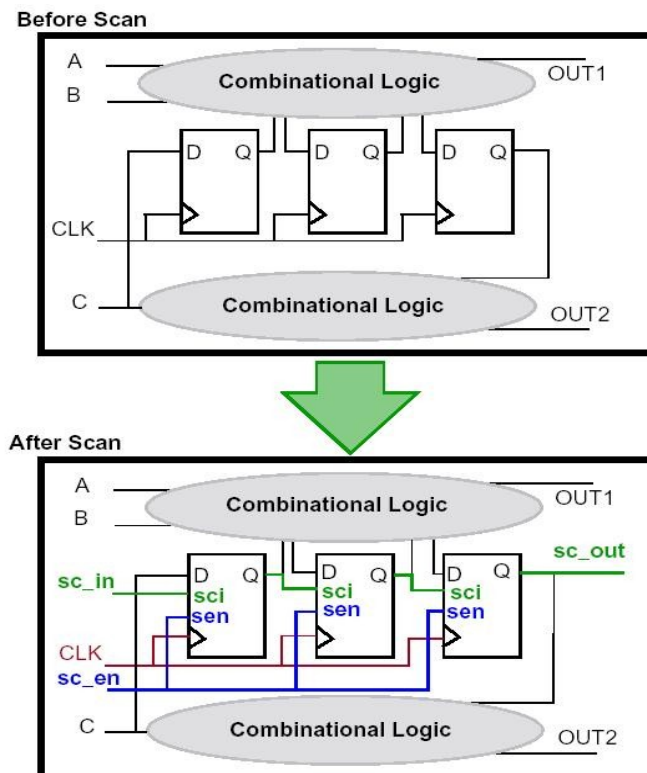 Before Scan
A
Combinational Logic
OUT1
B
D Q D Q D Q
CLK
C
Combinational Logic
OUT2
After Scan
A
Combinational Logic
OUT1
B
sc_in
D Q D Q D Q
sc_out
sci sci sci
sen sen sen
CLK
sc_en
C
Combinational Logic
OUT2